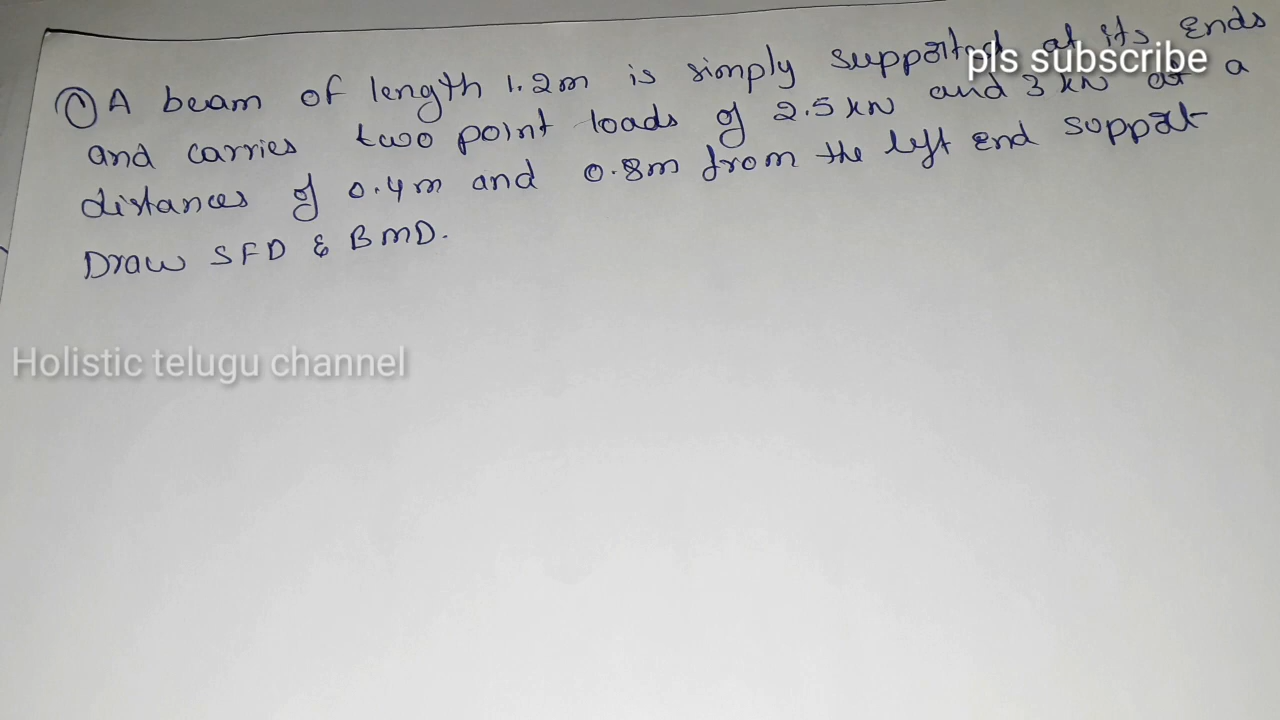 ① A beam of length 1.2m is simply supported at its Ends
pls subscribe
and carries two point loads of 2.5 kN and 3 kN at a
distances of 0.4m and 0.8m from the left End support
Draw SFD & BMD.
Holistic telugu channel